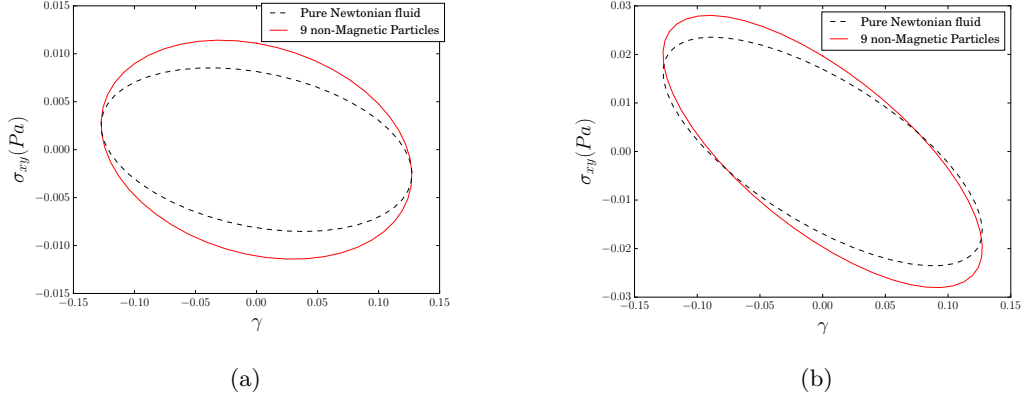 0.015
0.010
0.005
0.000
−0.005
−0.010
−0.015
σxy(Pa)
−0.15
−0.10
−0.05
0.00
0.05
0.10
0.15
γ
Pure Newtonian fluid
9 non-Magnetic Particles
(a)
0.03
0.02
0.01
0.00
−0.01
−0.02
−0.03
σxy(Pa)
−0.15
−0.10
−0.05
0.00
0.05
0.10
0.15
γ
Pure Newtonian fluid
9 non-Magnetic Particles
(b)